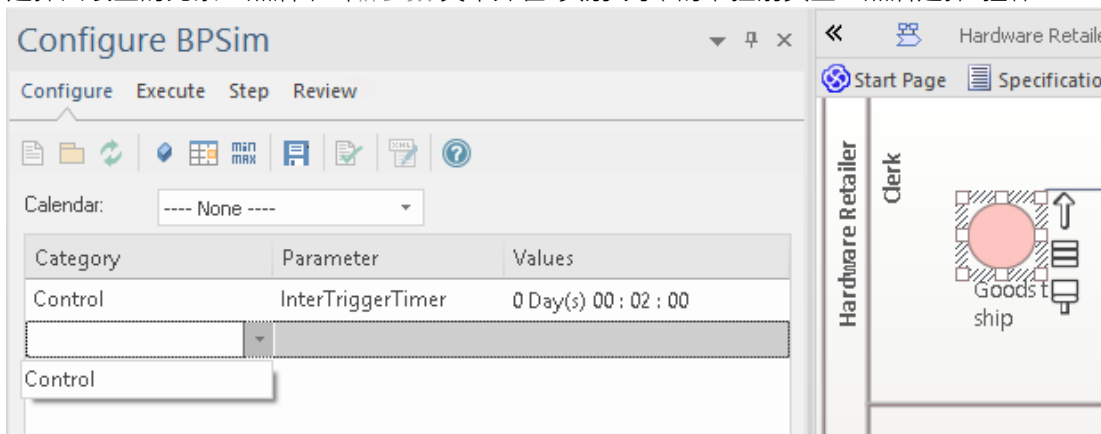 Configure BPSim
Configure Execute Step Review
Calendar: ---- None ----
Category Parameter Values
Control InterTriggerTimer 0 Day(s) 00 : 02 : 00
Control
Hardware Retaile
Start Page Specificatio
Hardware Retailer
Clerk
Goods t
ship